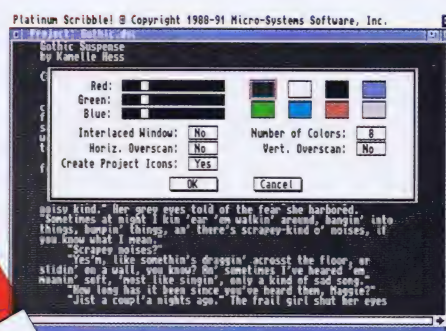 Platinum Scribble! © Copyright 1988-91 Micro-Systems Software, Inc.
Project: Gothic.doc
Gothic Suspense
by Kanelle Hess
Red:
Green:
Blue:
Interlaced Window: No
Number of Colors: 8
Horiz. Overscan: No
Vert. Overscan: No
Create Project Icons: Yes
OK
Cancel
noisy kind." Her grey eyes told of the fear she harbored.
"Sometimes at night I kin 'ear 'em walkin' around, bangin' into
things, bumpin' things, an' there's scrapey-kind o' noises, if
you know what I mean.
"Scrapey noises?"
"Yes'n, like somethin's draggin' acrosst the floor, or
slidin' on a wall, you know? An' sometimes I've heard 'em
moanin' soft, most like singin', only a kind of sad song."
"How long has it been since you've heard them, Maggie?"
"Jist a coupl'a nights ago." The frail girl shut her eyes